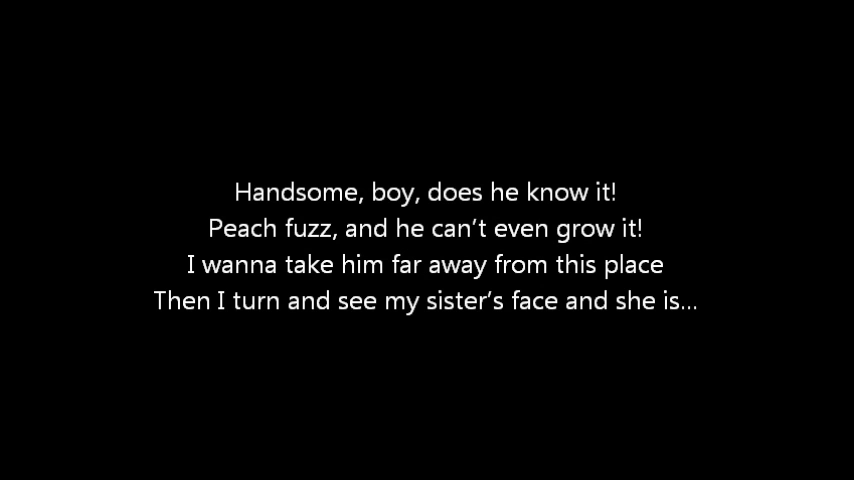 Handsome, boy, does he know it!
Peach fuzz, and he can’t even grow it!
I wanna take him far away from this place
Then I turn and see my sister’s face and she is...